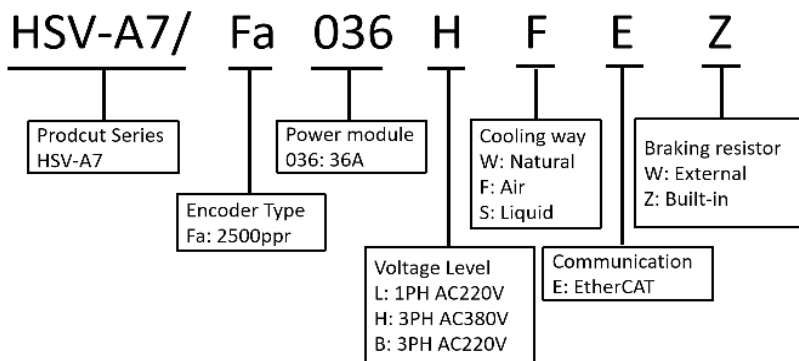 HSV-A7/ Fa 036 H F E Z
Prodcut Series
HSV-A7
Power module
036: 36A
Cooling way
W: Natural
F: Air
S: Liquid
Braking resistor
W: External
Z: Built-in
Encoder Type
Fa: 2500ppr
Voltage Level
L: 1PH AC220V
H: 3PH AC380V
B: 3PH AC220V
Communication
E: EtherCAT